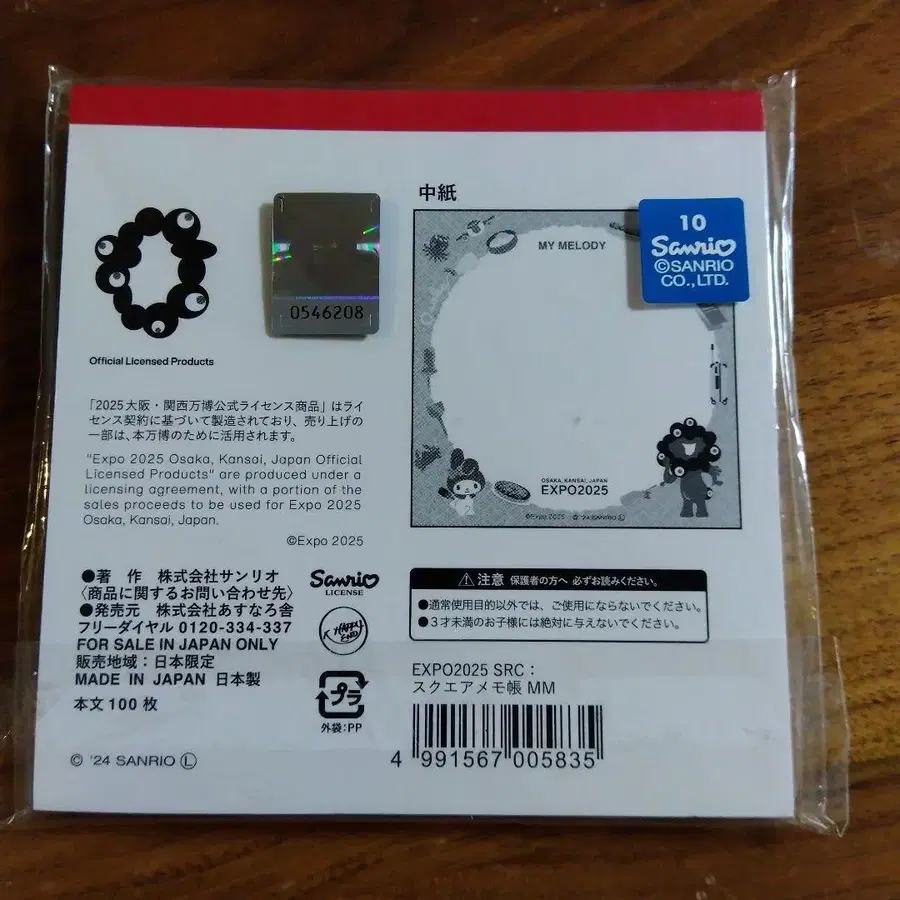 0546208
Official Licensed Products
「2025大阪・関西万博公式ライセンス商品」はライ
センス契約に基づいて製造されており、売り上げの
一部は、本万博のために活用されます。
"Expo 2025 Osaka, Kansai, Japan Official
Licensed Products" are produced under a
licensing agreement, with a portion of the
sales proceeds to be used for Expo 2025
Osaka, Kansai, Japan.
©Expo 2025
●著 作 株式会社サンリオ
〈商品に関するお問い合わせ先〉
●発売元 株式会社あすなろ舎
フリーダイヤル 0120-334-337
FOR SALE IN JAPAN ONLY
販売地域:日本限定
MADE IN JAPAN 日本製
本文100枚
© '24 SANRIO Ⓛ
Sanrio
LICENSE
HAPPY
END
プラ
外袋:PP
中紙
MY MELODY
10
Sanrio
©SANRIO
CO.,LTD.
OSAKA, KANSAI, JAPAN
EXPO2025
©Expo 2025 '24 SANRIO Ⓛ
⚠注意 保護者の方へ 必ずお読みください。
●通常使用目的以外では、ご使用にならないでください。
●3才未満のお子様には絶対に与えないでください。
EXPO2025 SRC:
スクエアメモ帳 MM
4 991567 005835